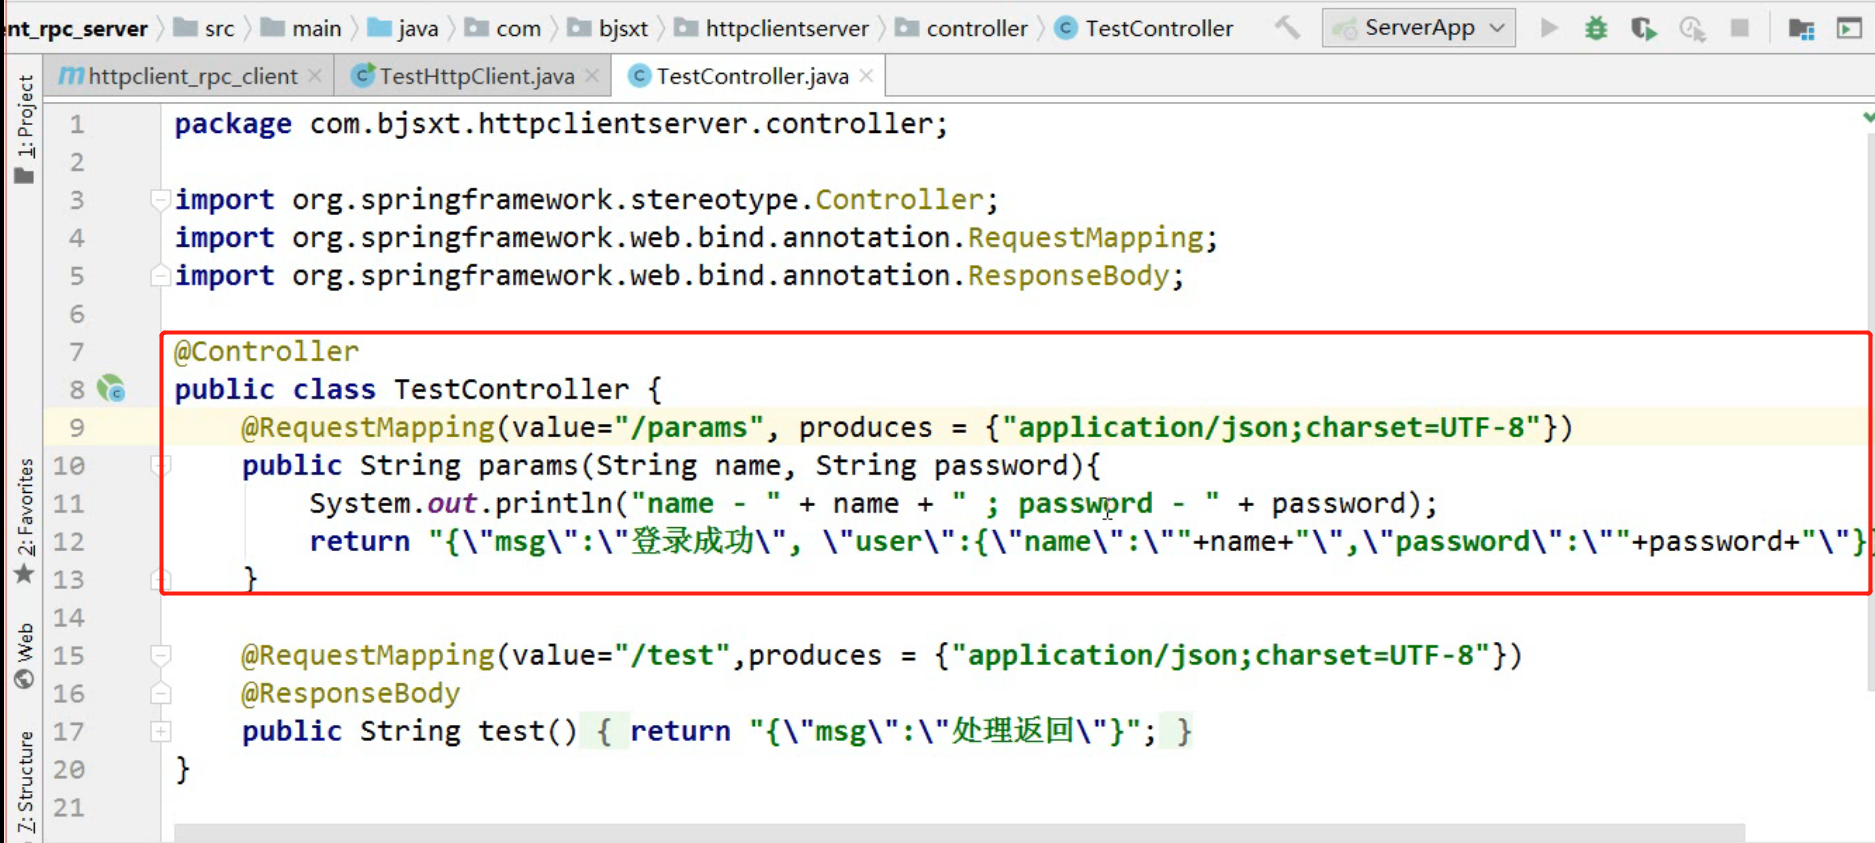 nt_rpc_server src main java com bjsxt httpclientserver controller TestController ServerApp
httpclient_rpc_client TestHttpClient.java TestController.java
1: Project
2: Favorites
Web
7: Structure
1 package com.bjsxt.httpclientserver.controller;
2
3 import org.springframework.stereotype.Controller;
4 import org.springframework.web.bind.annotation.RequestMapping;
5 import org.springframework.web.bind.annotation.ResponseBody;
6
7 @Controller
8 public class TestController {
9 @RequestMapping(value="/params", produces = {"application/json;charset=UTF-8"})
10 public String params(String name, String password){
11 System.out.println("name - " + name + " ; password - " + password);
12 return "{\"msg\":\"登录成功\", \"user\":{\"name\":\""+name+"\",\"password\":\""+password+"\"}
13 }
14
15 @RequestMapping(value="/test",produces = {"application/json;charset=UTF-8"})
16 @ResponseBody
17 public String test() { return "{\"msg\":\"处理返回\"}"; }
20 }
21